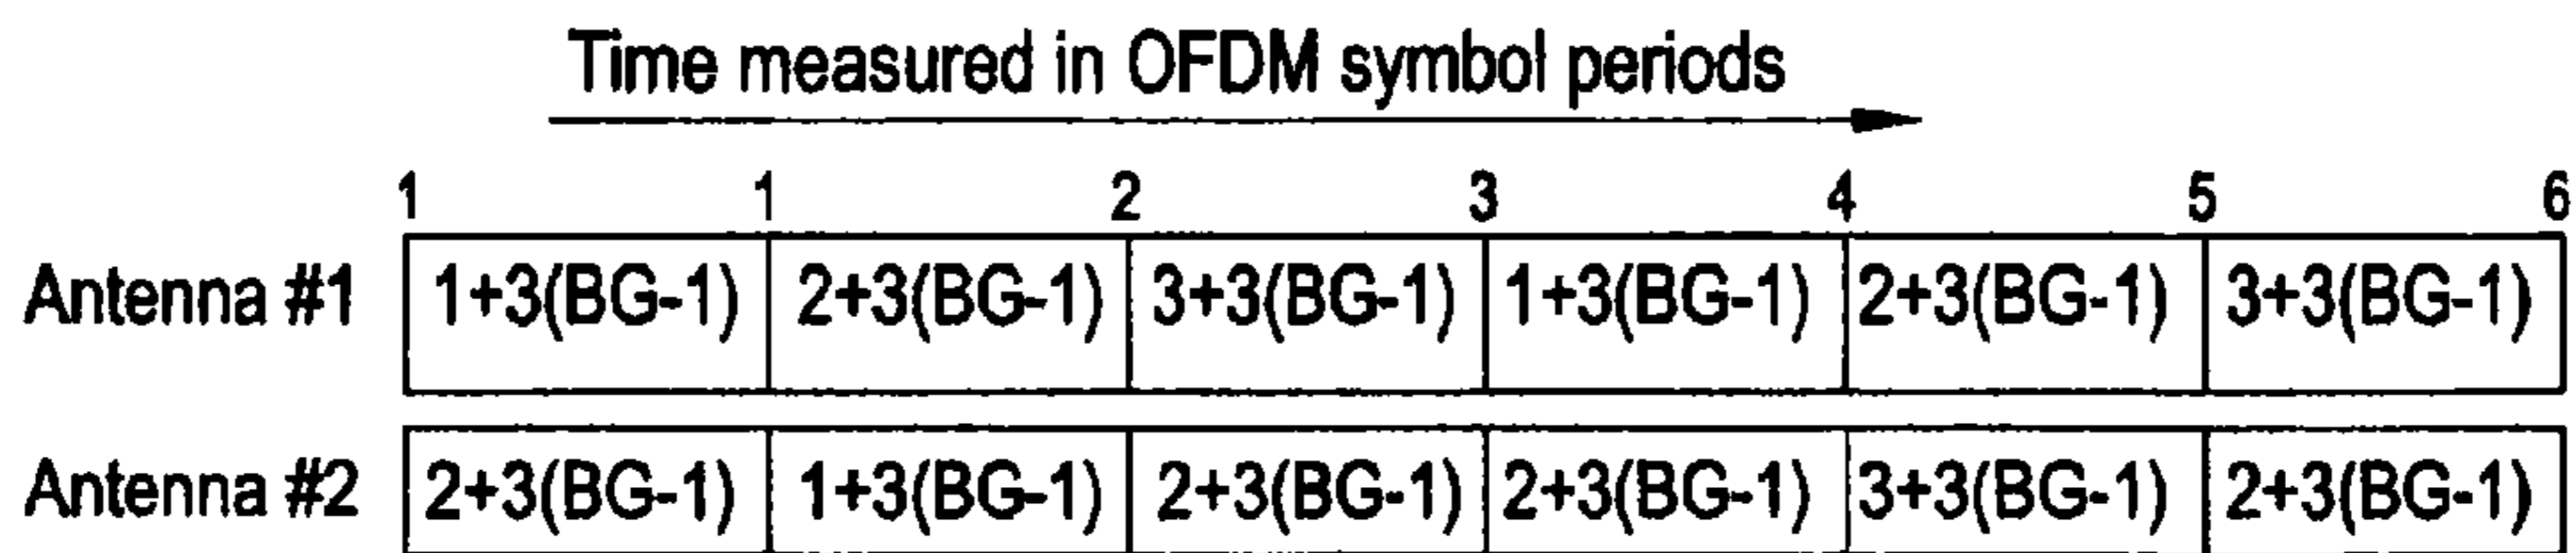 Time measured in OFDM symbol periods
1 1 2 3 4 5 6
Antenna #1 1+3(BG-1) 2+3(BG-1) 3+3(BG-1) 1+3(BG-1) 2+3(BG-1) 3+3(BG-1)
Antenna #2 2+3(BG-1) 1+3(BG-1) 2+3(BG-1) 2+3(BG-1) 3+3(BG-1) 2+3(BG-1)